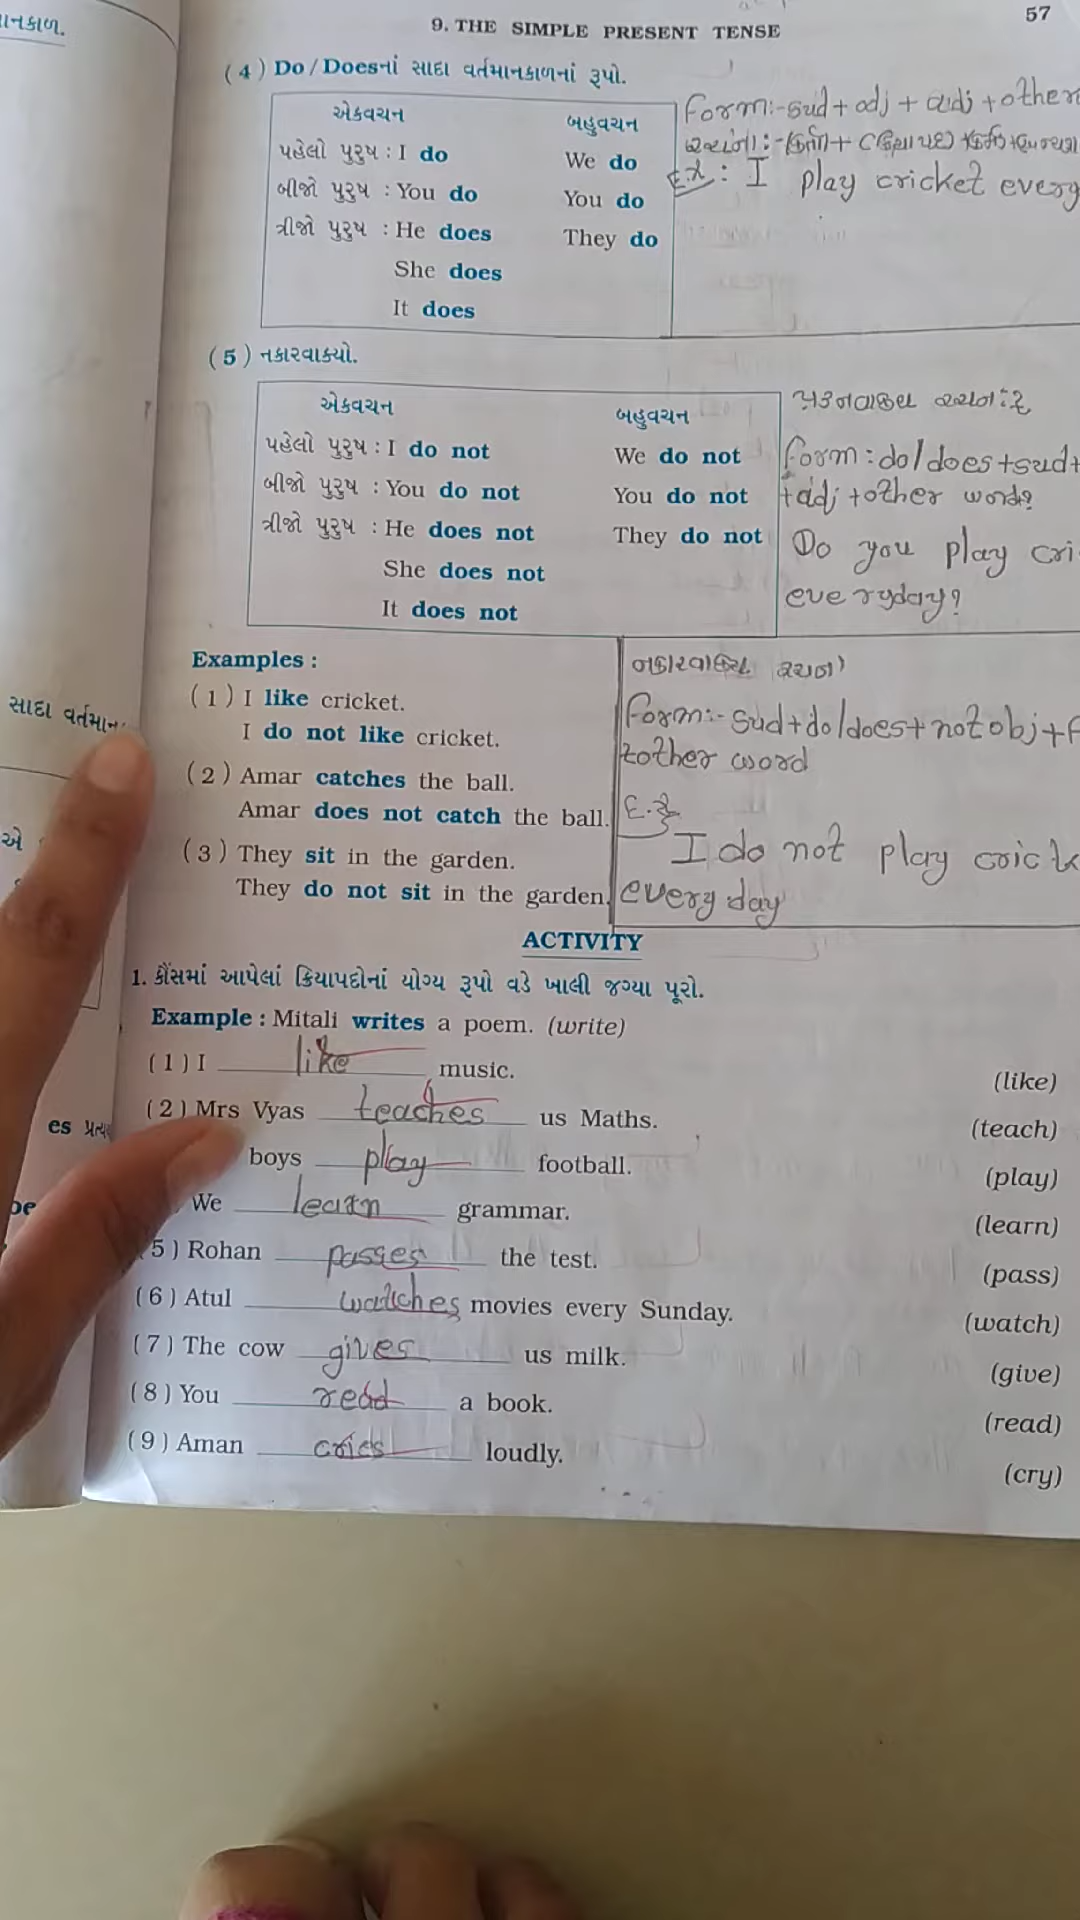 9. THE SIMPLE PRESENT TENSE
57
ાનકાળ.
( 4 ) Do / Doesનાં સાદા વર્તમાનકાળનાં રૂપો.
એકવચન બહુવચન
પહેલો પુરુષ : I do We do
બીજો પુરુષ : You do You do
ત્રીજો પુરુષ : He does They do
She does
It does
Form:-sud + adj + adj + other
Ex : I play cricket every
( 5 ) નકારવાક્યો.
એકવચન બહુવચન
પહેલો પુરુષ : I do not We do not
બીજો પુરુષ : You do not You do not
ત્રીજો પુરુષ : He does not They do not
She does not
It does not
form : do/does+sud+
+adj +other word?
Do you play cri
everyday?
Examples :
( 1 ) I like cricket.
I do not like cricket.
( 2 ) Amar catches the ball.
Amar does not catch the ball.
( 3 ) They sit in the garden.
They do not sit in the garden.
Form:- sud+do/does+not obj+
+other word
I do not play crick
every day
સાદા વર્તમાન
એ
es પ્રત્ય
ACTIVITY
1. કૌંસમાં આપેલાં ક્રિયાપદોનાં યોગ્ય રૂપો વડે ખાલી જગ્યા પૂરો.
Example : Mitali writes a poem. (write)
( 1 ) I like music. (like)
( 2 ) Mrs Vyas teaches us Maths. (teach)
boys play football. (play)
We learn grammar. (learn)
5 ) Rohan passes the test. (pass)
( 6 ) Atul watches movies every Sunday. (watch)
( 7 ) The cow gives us milk. (give)
( 8 ) You read a book. (read)
( 9 ) Aman cries loudly. (cry)